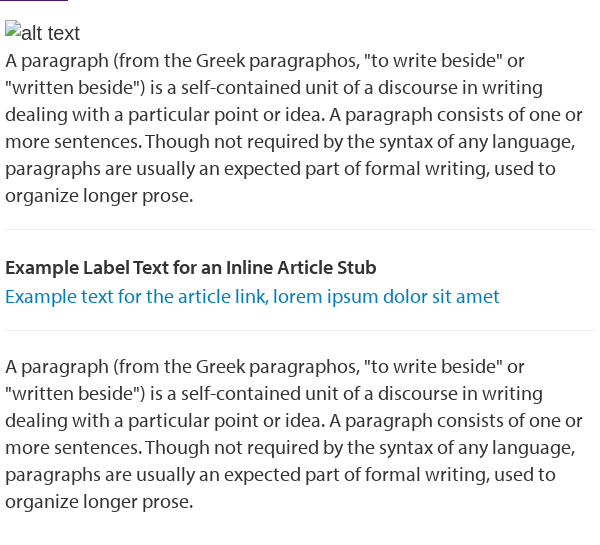 alt text
A paragraph (from the Greek paragraphos, "to write beside" or
"written beside") is a self-contained unit of a discourse in writing
dealing with a particular point or idea. A paragraph consists of one or
more sentences. Though not required by the syntax of any language,
paragraphs are usually an expected part of formal writing, used to
organize longer prose.
Example Label Text for an Inline Article Stub
Example text for the article link, lorem ipsum dolor sit amet
A paragraph (from the Greek paragraphos, "to write beside" or
"written beside") is a self-contained unit of a discourse in writing
dealing with a particular point or idea. A paragraph consists of one or
more sentences. Though not required by the syntax of any language,
paragraphs are usually an expected part of formal writing, used to
organize longer prose.